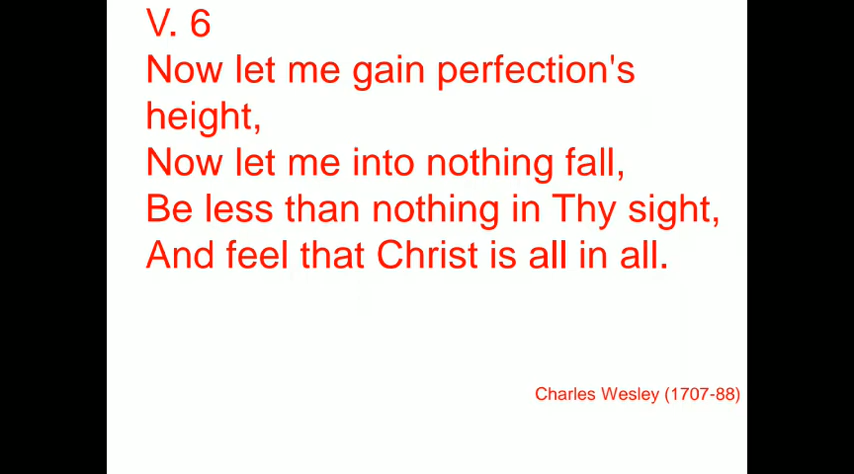 V. 6
Now let me gain perfection's
height,
Now let me into nothing fall,
Be less than nothing in Thy sight,
And feel that Christ is all in all.
Charles Wesley (1707-88)